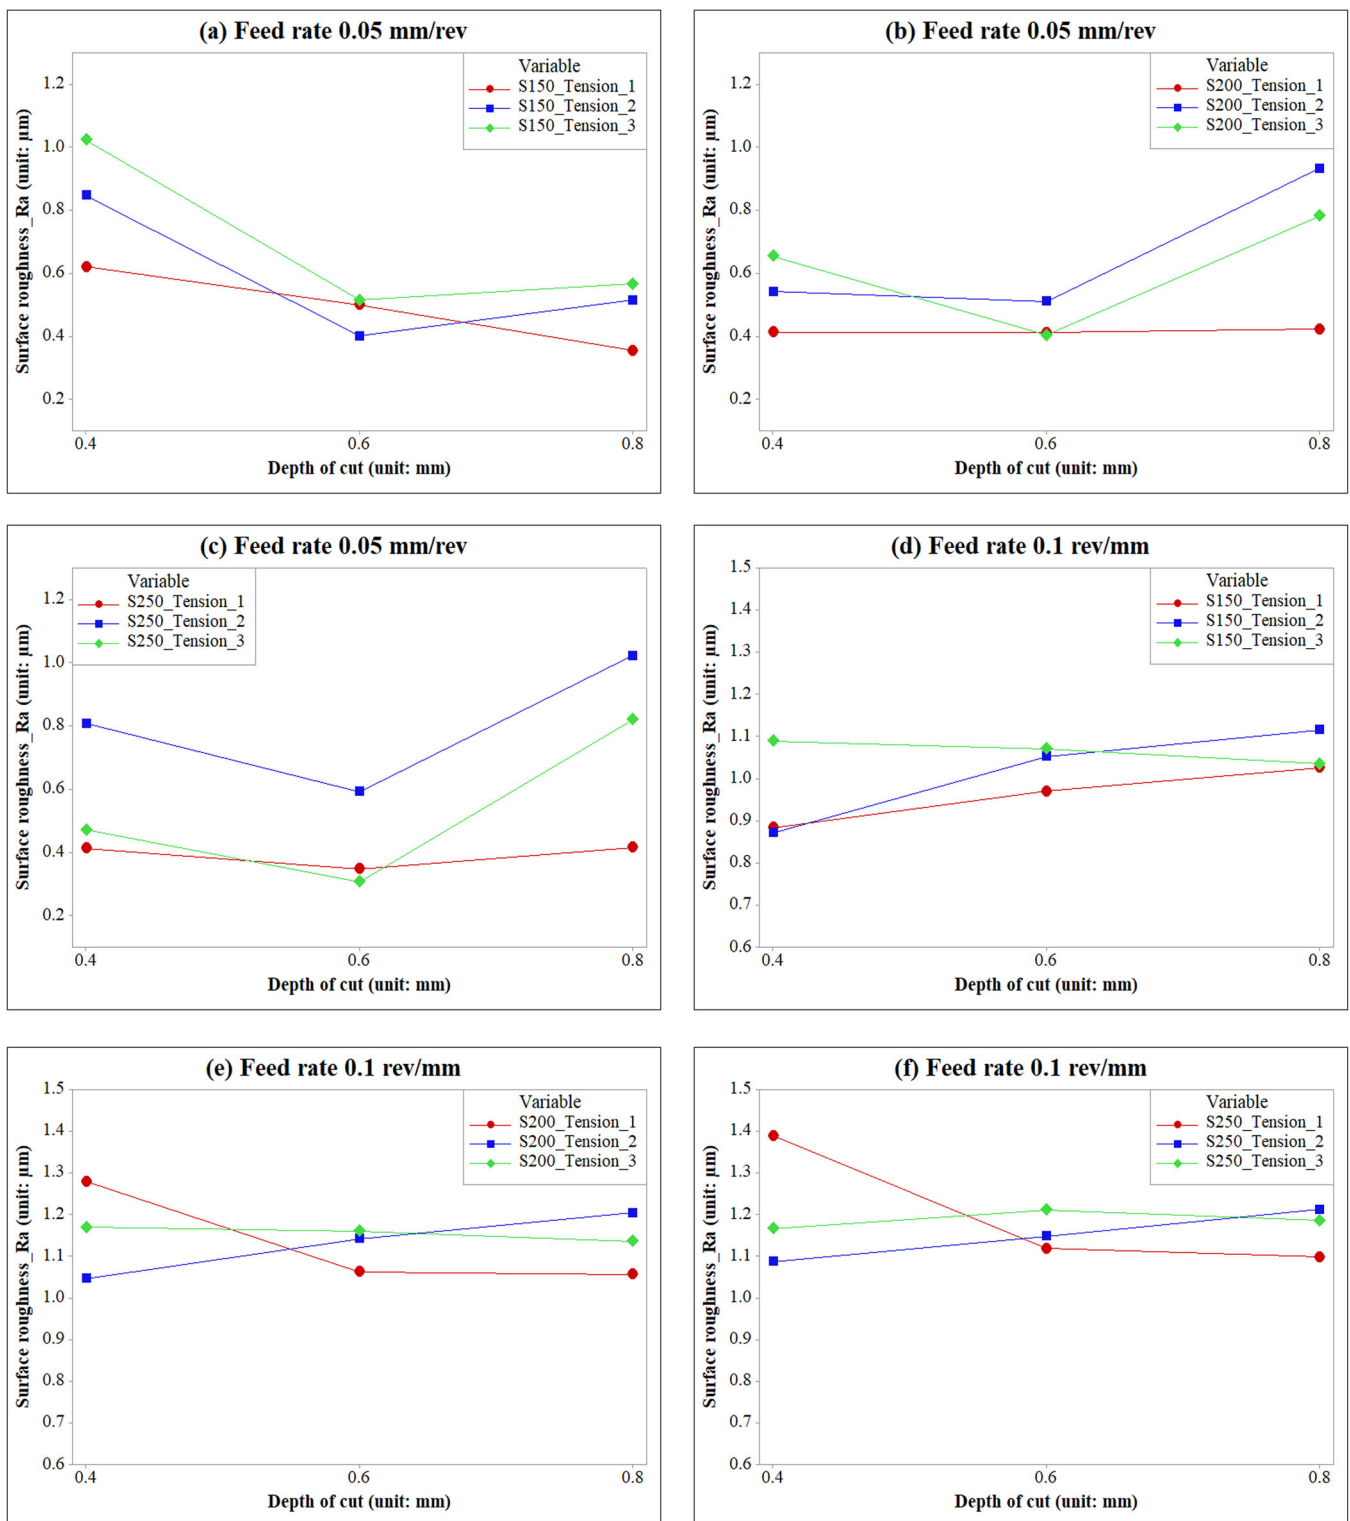 (a) Feed rate 0.05 mm/rev
Variable
S150_Tension_1
S150_Tension_2
S150_Tension_3
Surface roughness_Ra (unit: µm)
1.2
1.0
0.8
0.6
0.4
0.2
0.4 0.6 0.8
Depth of cut (unit: mm)
(b) Feed rate 0.05 mm/rev
Variable
S200_Tension_1
S200_Tension_2
S200_Tension_3
Surface roughness_Ra (unit: µm)
1.2
1.0
0.8
0.6
0.4
0.2
0.4 0.6 0.8
Depth of cut (unit: mm)
(c) Feed rate 0.05 mm/rev
Variable
S250_Tension_1
S250_Tension_2
S250_Tension_3
Surface roughness_Ra (unit: µm)
1.2
1.0
0.8
0.6
0.4
0.2
0.4 0.6 0.8
Depth of cut (unit: mm)
(d) Feed rate 0.1 rev/mm
Variable
S150_Tension_1
S150_Tension_2
S150_Tension_3
Surface roughness_Ra (unit: µm)
1.5
1.4
1.3
1.2
1.1
1.0
0.9
0.8
0.7
0.6
0.4 0.6 0.8
Depth of cut (unit: mm)
(e) Feed rate 0.1 rev/mm
Variable
S200_Tension_1
S200_Tension_2
S200_Tension_3
Surface roughness_Ra (unit: µm)
1.5
1.4
1.3
1.2
1.1
1.0
0.9
0.8
0.7
0.6
0.4 0.6 0.8
Depth of cut (unit: mm)
(f) Feed rate 0.1 rev/mm
Variable
S250_Tension_1
S250_Tension_2
S250_Tension_3
Surface roughness_Ra (unit: µm)
1.5
1.4
1.3
1.2
1.1
1.0
0.9
0.8
0.7
0.6
0.4 0.6 0.8
Depth of cut (unit: mm)